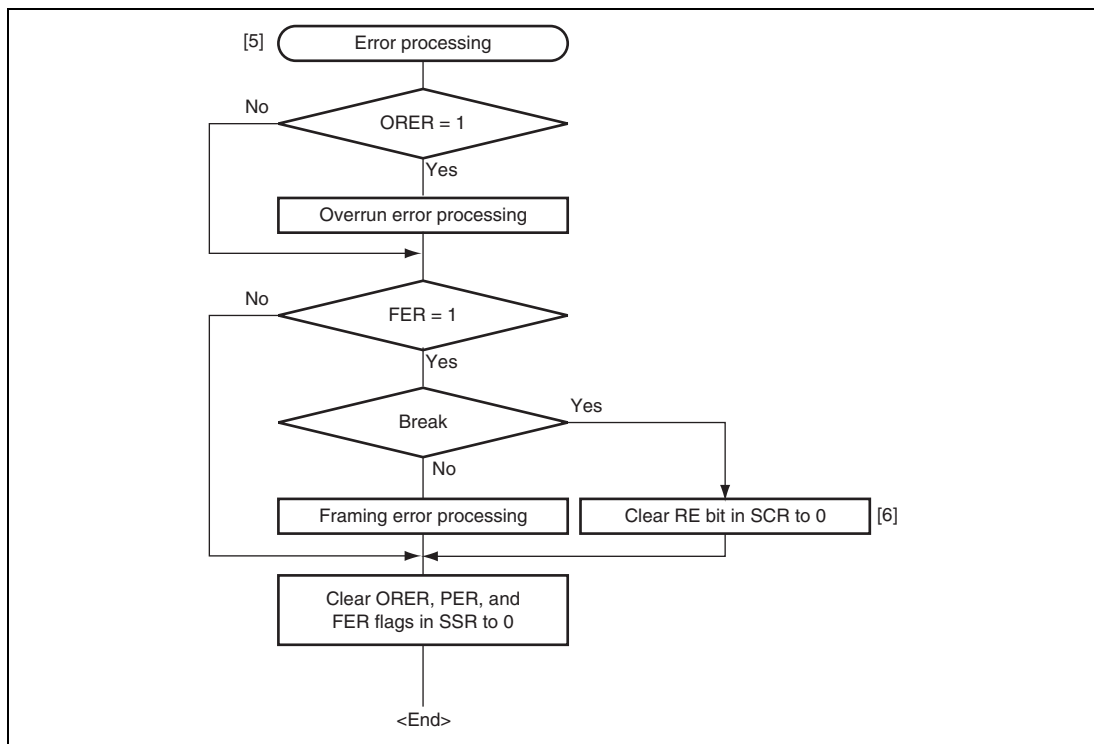 [5]
Error processing
No
ORER = 1
Yes
Overrun error processing
No
FER = 1
Yes
Break
Yes
No
Framing error processing
Clear RE bit in SCR to 0
[6]
Clear ORER, PER, and
FER flags in SSR to 0
<End>